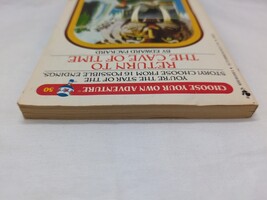 CHOOSE YOUR OWN ADVENTURE® 50
YOU'RE THE STAR OF THE
STORY! CHOOSE FROM 16 POSSIBLE ENDINGS.
RETURN TO
THE CAVE OF TIME
BY EDWARD PACKARD